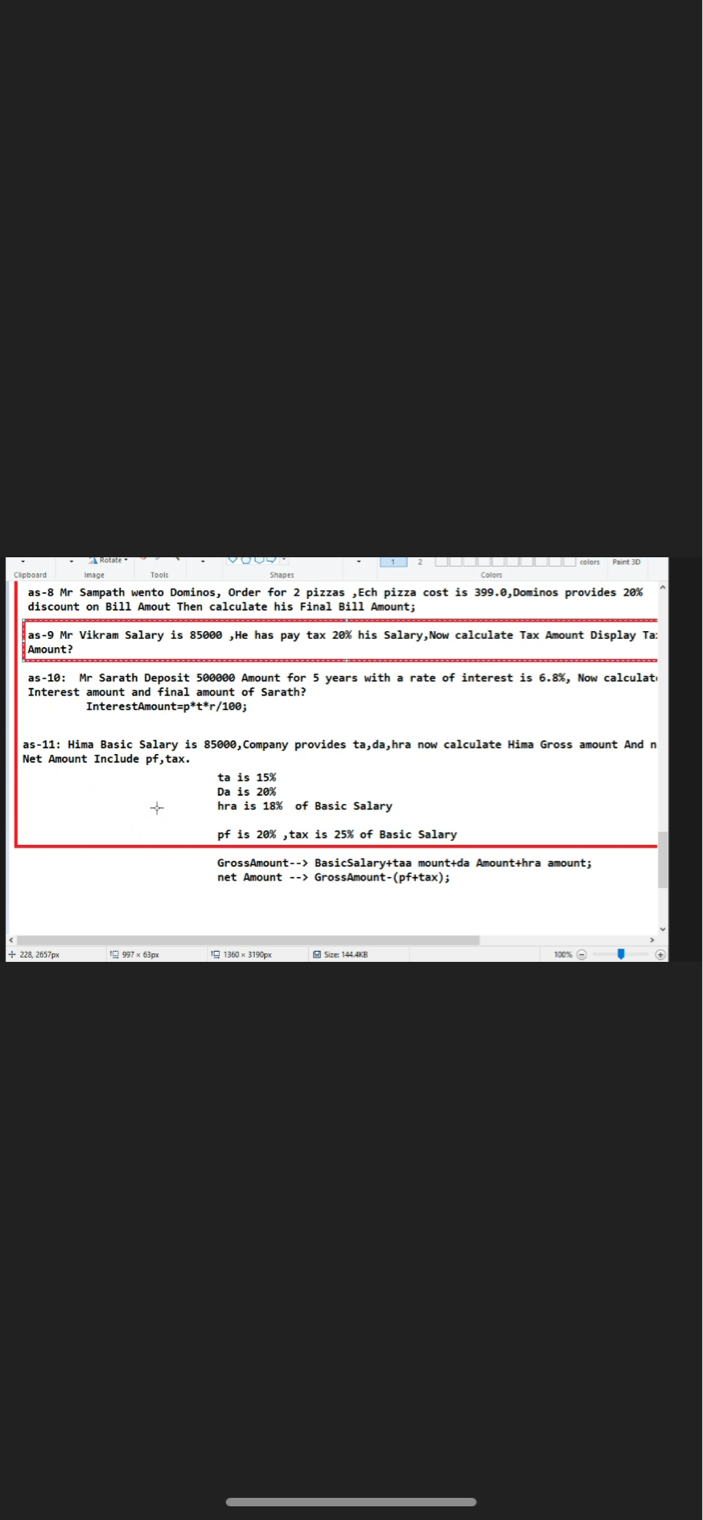 Rotate
1 2 colors Paint 3D
Clipboard Image Tools Shapes Colors
as-8 Mr Sampath wento Dominos, Order for 2 pizzas ,Ech pizza cost is 399.0,Dominos provides 20%
discount on Bill Amout Then calculate his Final Bill Amount;
as-9 Mr Vikram Salary is 85000 ,He has pay tax 20% his Salary,Now calculate Tax Amount Display
Amount?
as-10: Mr Sarath Deposit 500000 Amount for 5 years with a rate of interest is 6.8%, Now
Interest amount and final amount of Sarath?
InterestAmount=p*t*r/100;
as-11: Hima Basic Salary is 85000,Company provides ta,da,hra now calculate Hima Gross amount And
Net Amount Include pf,tax.
ta is 15%
Da is 20%
hra is 18% of Basic Salary
pf is 20% ,tax is 25% of Basic Salary
GrossAmount--> BasicSalary+taa mount+da Amount+hra amount;
net Amount --> GrossAmount-(pf+tax);
228, 2657px 997 × 63px 1360 × 3190px Size: 144.4KB 100%